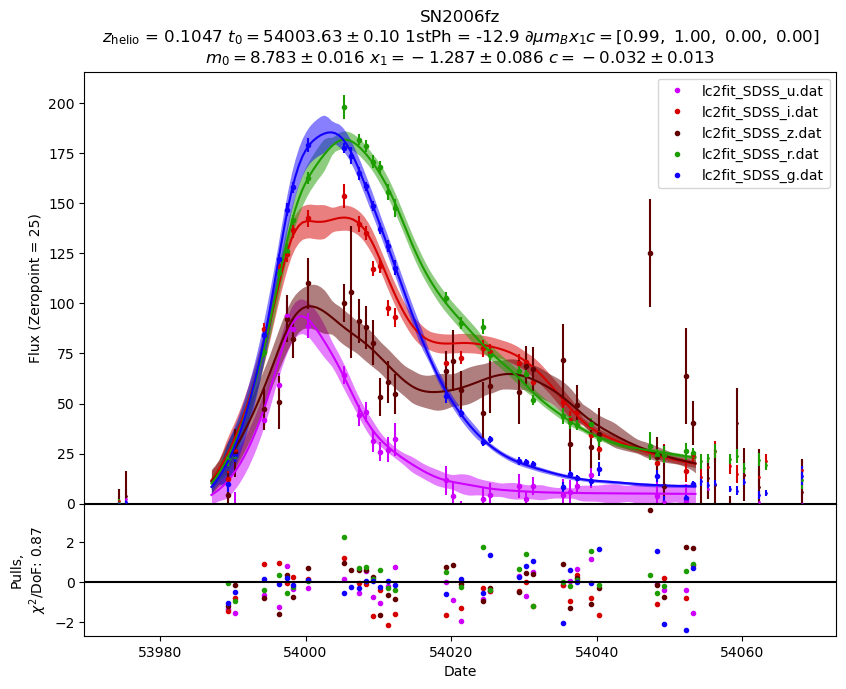 SN2006fz
z_helio = 0.1047 t_0 = 54003.63 ± 0.10 1stPh = -12.9 ∂μm_Bx_1c = [0.99, 1.00, 0.00, 0.00]
m_0 = 8.783 ± 0.016 x_1 = −1.287 ± 0.086 c = −0.032 ± 0.013
Flux (Zeropoint = 25)
200
175
150
125
100
75
50
25
0
lc2fit_SDSS_u.dat
lc2fit_SDSS_i.dat
lc2fit_SDSS_z.dat
lc2fit_SDSS_r.dat
lc2fit_SDSS_g.dat
Pulls,
χ²/DoF: 0.87
2
0
−2
53980 54000 54020 54040 54060
Date